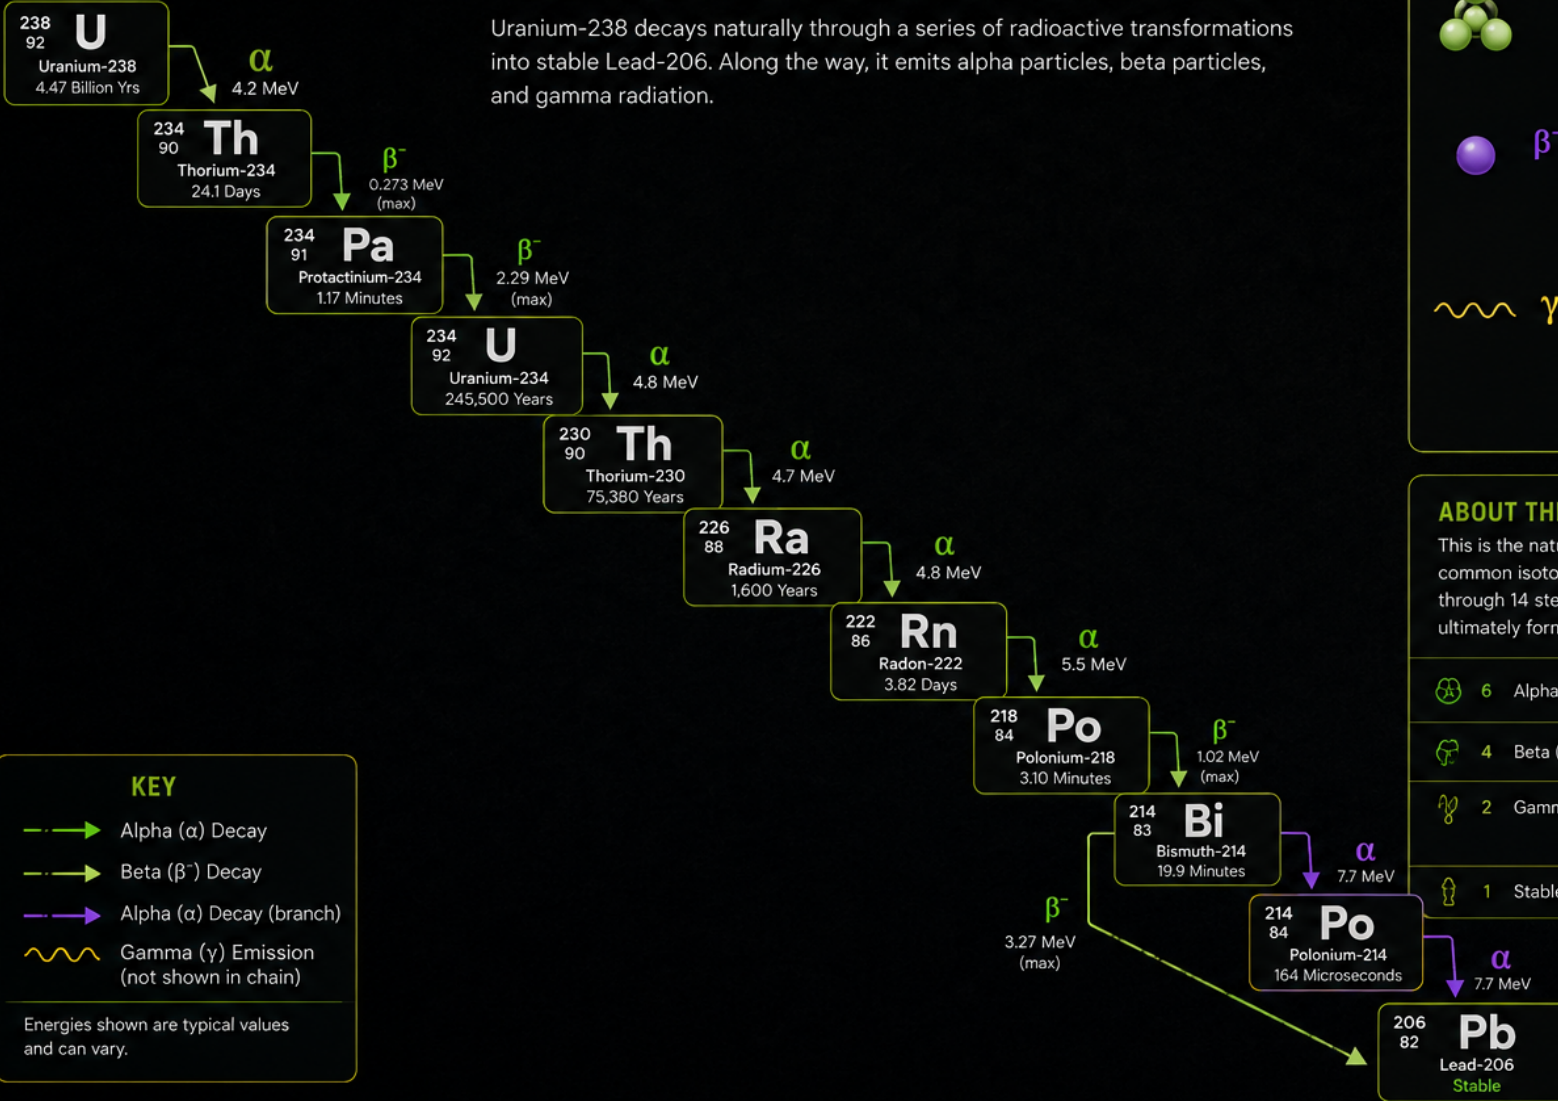 238
92
U
Uranium-238
4.47 Billion Yrs
α
4.2 MeV
Uranium-238 decays naturally through a series of radioactive transformations
into stable Lead-206. Along the way, it emits alpha particles, beta particles,
and gamma radiation.
234
90
Th
Thorium-234
24.1 Days
β⁻
0.273 MeV
(max)
234
91
Pa
Protactinium-234
1.17 Minutes
β⁻
2.29 MeV
(max)
234
92
U
Uranium-234
245,500 Years
α
4.8 MeV
230
90
Th
Thorium-230
75,380 Years
α
4.7 MeV
226
88
Ra
Radium-226
1,600 Years
α
4.8 MeV
222
86
Rn
Radon-222
3.82 Days
α
5.5 MeV
218
84
Po
Polonium-218
3.10 Minutes
β⁻
1.02 MeV
(max)
214
83
Bi
Bismuth-214
19.9 Minutes
α
7.7 MeV
β⁻
3.27 MeV
(max)
214
84
Po
Polonium-214
164 Microseconds
α
7.7 MeV
206
82
Pb
Lead-206
Stable
KEY
Alpha (α) Decay
Beta (β⁻) Decay
Alpha (α) Decay (branch)
Gamma (γ) Emission
(not shown in chain)
Energies shown are typical values
and can vary.
β⁻
γ
ABOUT
This is the
common
through 14
ultimately
6
4 Beta
2
1